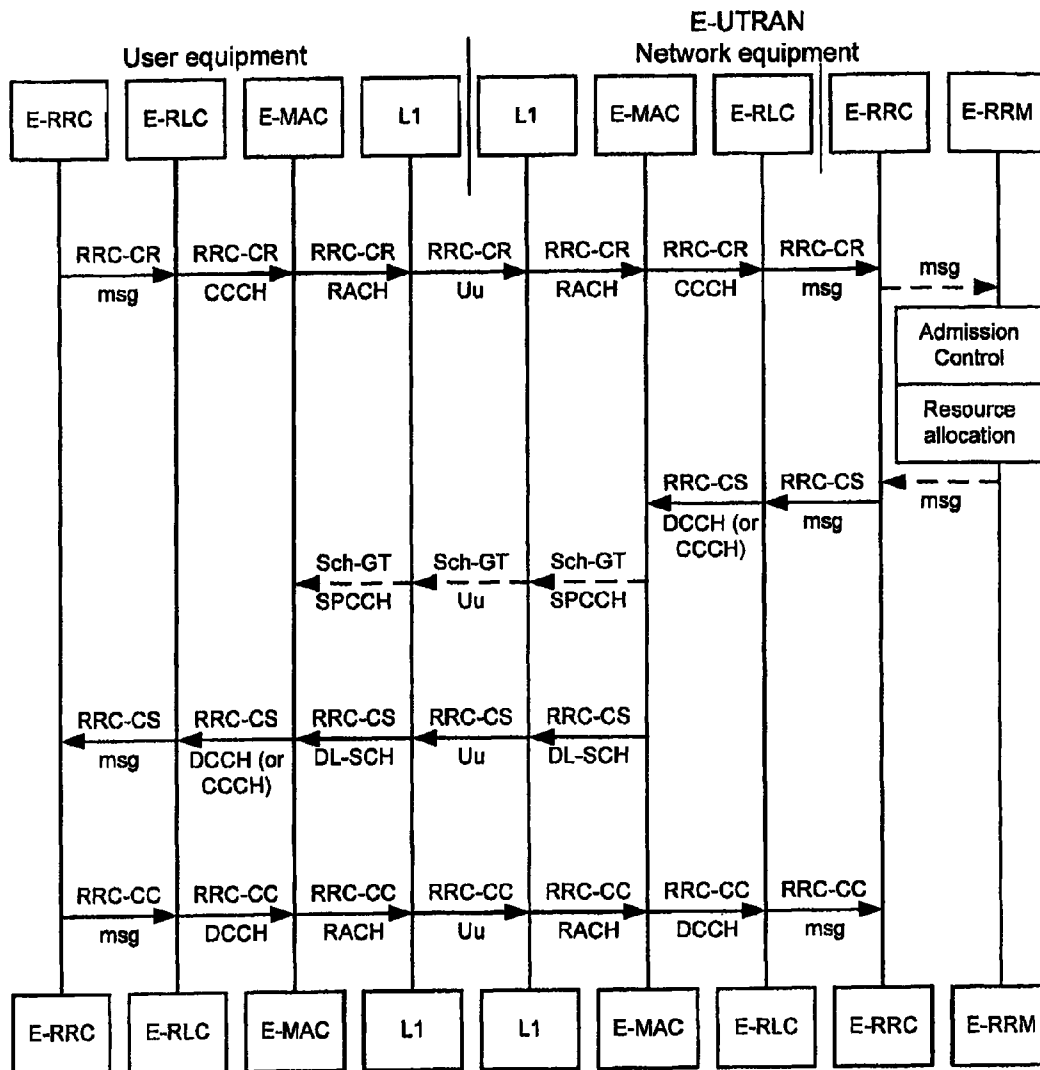 E-UTRAN
User equipment
Network equipment
E-RRC E-RLC E-MAC L1 L1 E-MAC E-RLC E-RRC E-RRM
RRC-CR RRC-CR RRC-CR RRC-CR RRC-CR RRC-CR RRC-CR
msg CCCH RACH Uu RACH CCCH msg
msg
Admission
Control
Resource
allocation
RRC-CS RRC-CS
DCCH (or
CCCH)
msg
msg
Sch-GT Sch-GT Sch-GT
SPCCH Uu SPCCH
RRC-CS RRC-CS RRC-CS RRC-CS RRC-CS
msg DCCH (or DL-SCH Uu DL-SCH
CCCH)
RRC-CC RRC-CC RRC-CC RRC-CC RRC-CC RRC-CC RRC-CC
msg DCCH RACH Uu RACH DCCH msg
E-RRC E-RLC E-MAC L1 L1 E-MAC E-RLC E-RRC E-RRM